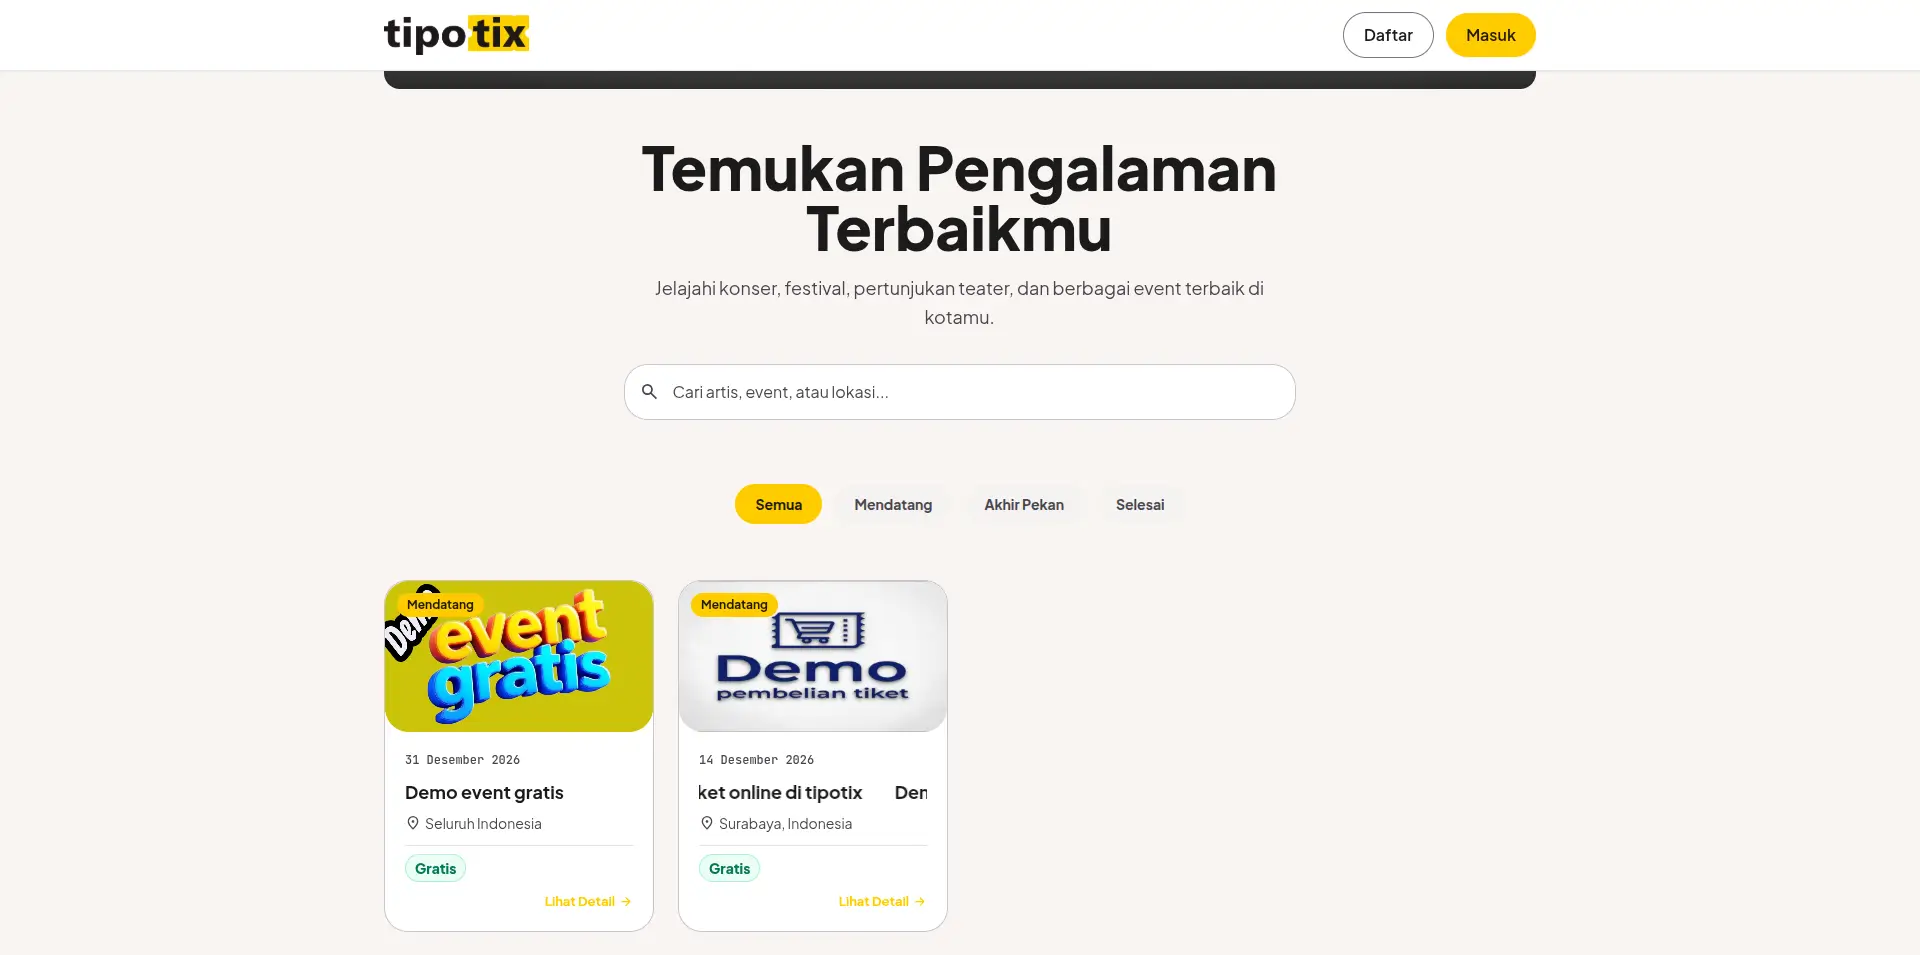 tipotix
Daftar
Masuk
Temukan Pengalaman
Terbaikmu
Jelajahi konser, festival, pertunjukan teater, dan berbagai event terbaik di
kotamu.
Cari artis, event, atau lokasi...
Semua
Mendatang
Akhir Pekan
Selesai
Mendatang
Demo
event
gratis
31 Desember 2026
Demo event gratis
Seluruh Indonesia
Gratis
Lihat Detail →
Mendatang
Demo
pembelian tiket
14 Desember 2026
ket online di tipotix
Surabaya, Indonesia
Gratis
Lihat Detail →